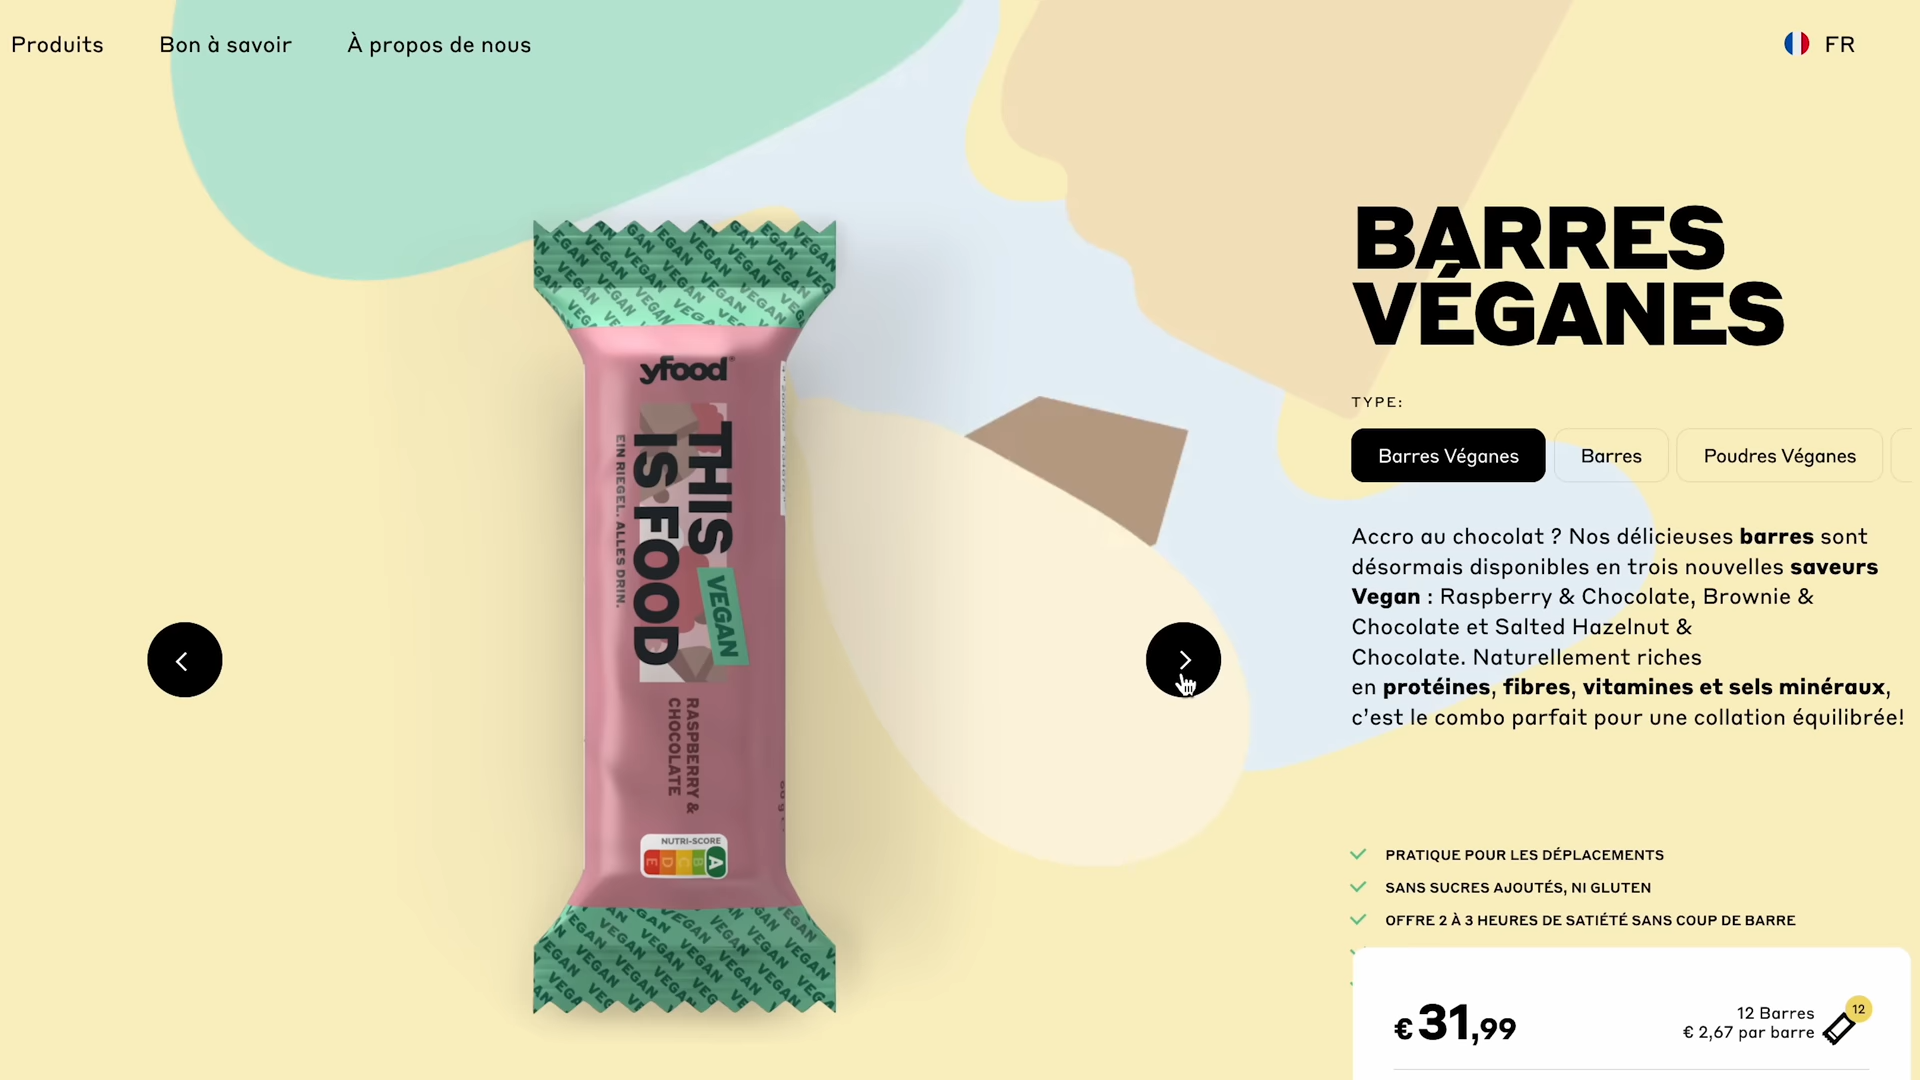 Produits
Bon à savoir
À propos de nous
FR
BARRES
VÉGANES
TYPE:
Barres Véganes
Barres
Poudres Véganes
Accro au chocolat ? Nos délicieuses barres sont
désormais disponibles en trois nouvelles saveurs
Vegan : Raspberry & Chocolate, Brownie &
Chocolate et Salted Hazelnut &
Chocolate. Naturellement riches
en protéines, fibres, vitamines et sels minéraux,
c’est le combo parfait pour une collation équilibrée!
PRATIQUE POUR LES DÉPLACEMENTS
SANS SUCRES AJOUTÉS, NI GLUTEN
OFFRE 2 À 3 HEURES DE SATIÉTÉ SANS COUP DE BARRE
€ 31,99
12 Barres
€ 2,67 par barre
12
yfood
THIS
IS FOOD
VEGAN
EIN RIEGEL. ALLES DRIN.
RASPBERRY &
CHOCOLATE
NUTRI-SCORE
A B C D E